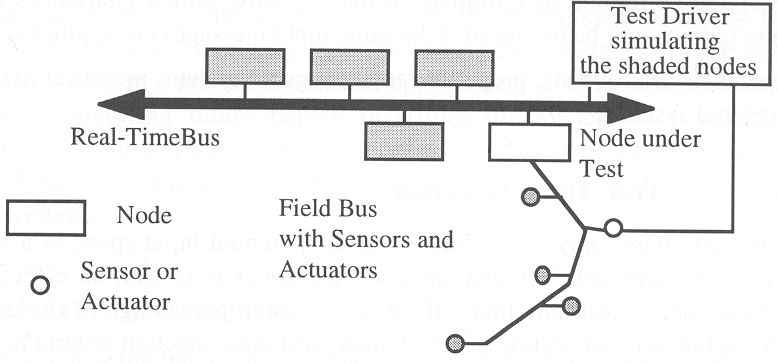 Test Driver
simulating
the shaded nodes
Real-TimeBus
Node under
Test
Node
Field Bus
with Sensors and
Actuators
Sensor or
Actuator